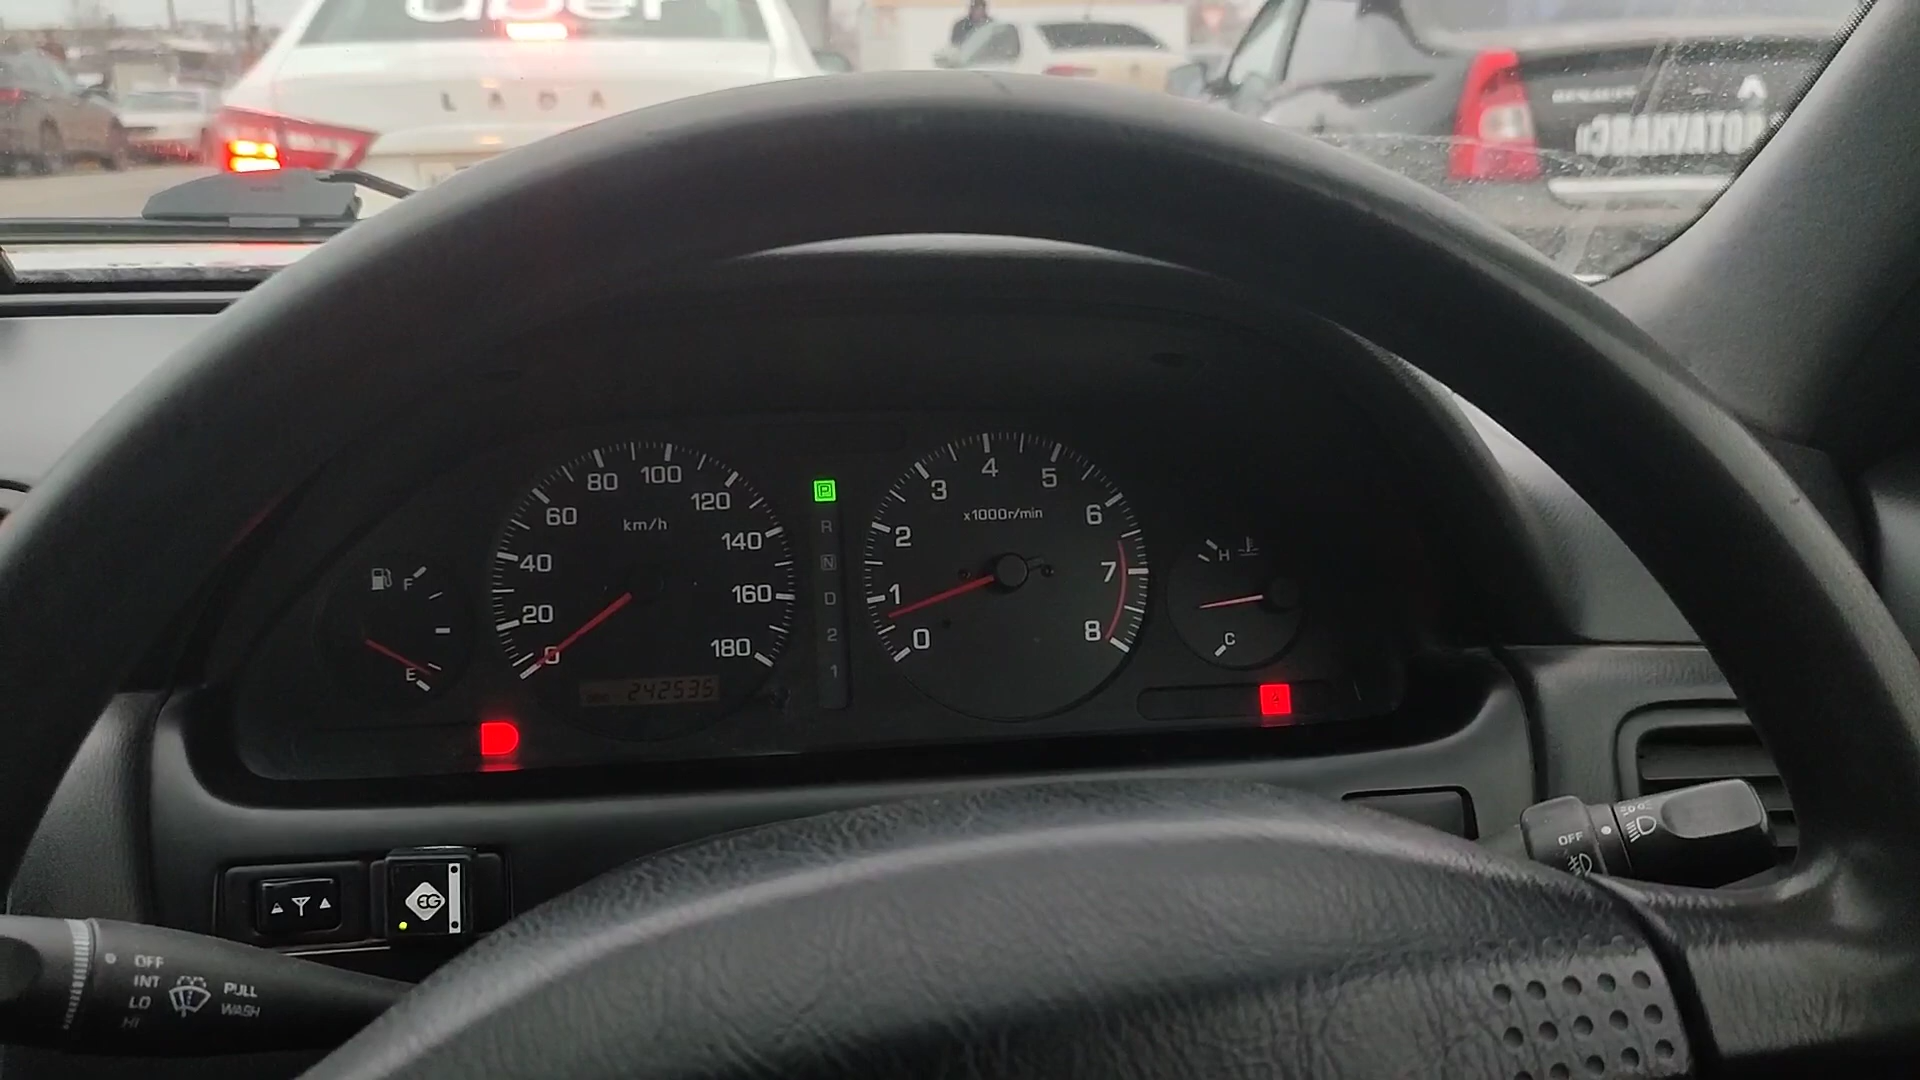 uber
LADA
80
100
60
120
km/h
40
140
20
160
0
180
242535
F
E
P
R
N
D
2
1
4
3
5
x1000r/min
2
6
1
7
0
8
H
C
EG
OFF
INT
LO
HI
PULL
WASH
OFF